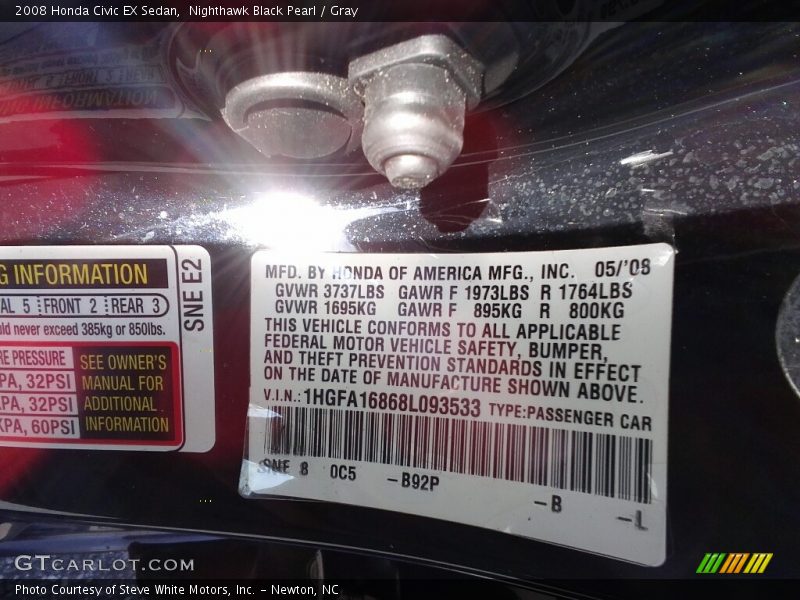 2008 Honda Civic EX Sedan, Nighthawk Black Pearl / Gray
G INFORMATION
AL 5 FRONT 2 REAR 3
uld never exceed 385kg or 850lbs.
RE PRESSURE
KPA, 32PSI
KPA, 32PSI
KPA, 60PSI
SEE OWNER'S
MANUAL FOR
ADDITIONAL
INFORMATION
SNE E2
MFD. BY HONDA OF AMERICA MFG., INC. 05/'08
GVWR 3737LBS GAWR F 1973LBS R 1764LBS
GVWR 1695KG GAWR F 895KG R 800KG
THIS VEHICLE CONFORMS TO ALL APPLICABLE
FEDERAL MOTOR VEHICLE SAFETY, BUMPER,
AND THEFT PREVENTION STANDARDS IN EFFECT
ON THE DATE OF MANUFACTURE SHOWN ABOVE.
V.I.N.: 1HGFA16868L093533 TYPE:PASSENGER CAR
SNE 8 0C5 -B92P
-B
-L
GTCARLOT.COM
Photo Courtesy of Steve White Motors, Inc. - Newton, NC